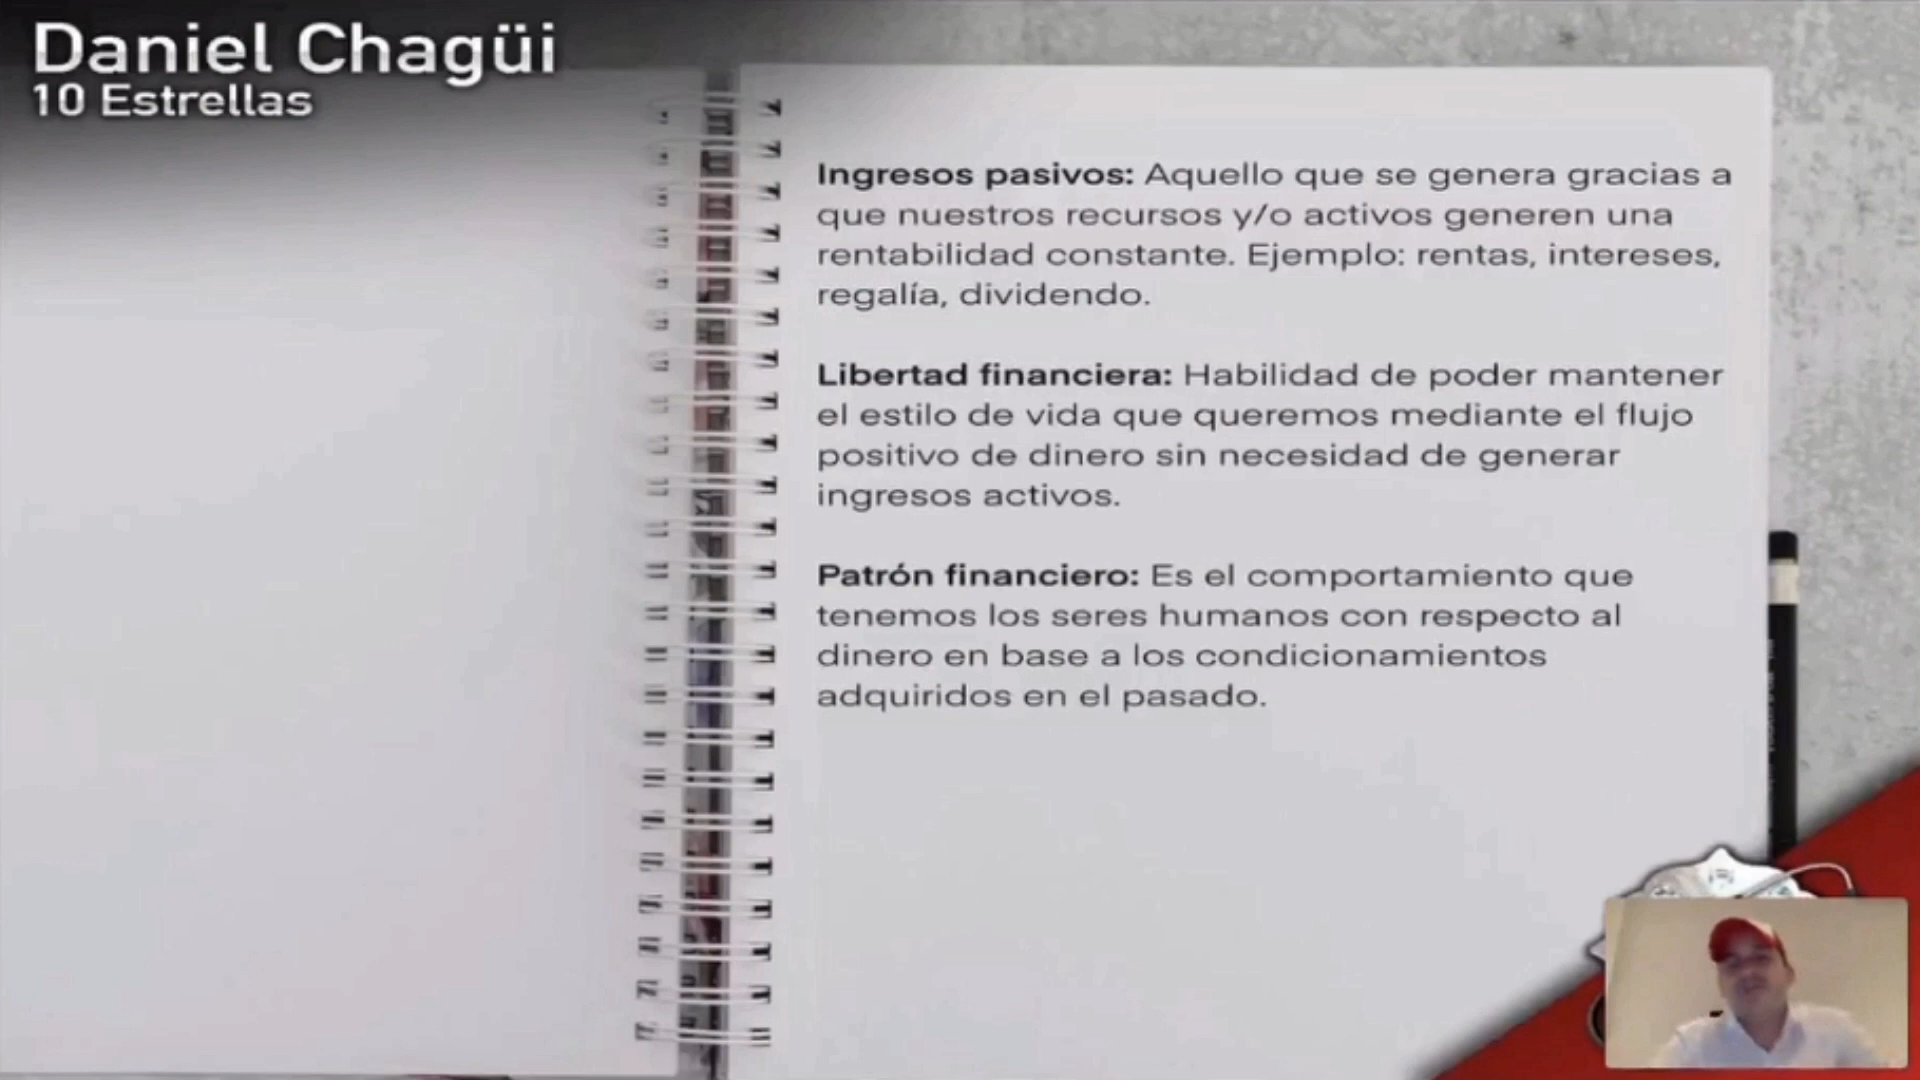 Daniel Chagüi
10 Estrellas
Ingresos pasivos: Aquello que se genera gracias a
que nuestros recursos y/o activos generen una
rentabilidad constante. Ejemplo: rentas, intereses,
regalía, dividendo.
Libertad financiera: Habilidad de poder mantener
el estilo de vida que queremos mediante el flujo
positivo de dinero sin necesidad de generar
ingresos activos.
Patrón financiero: Es el comportamiento que
tenemos los seres humanos con respecto al
dinero en base a los condicionamientos
adquiridos en el pasado.